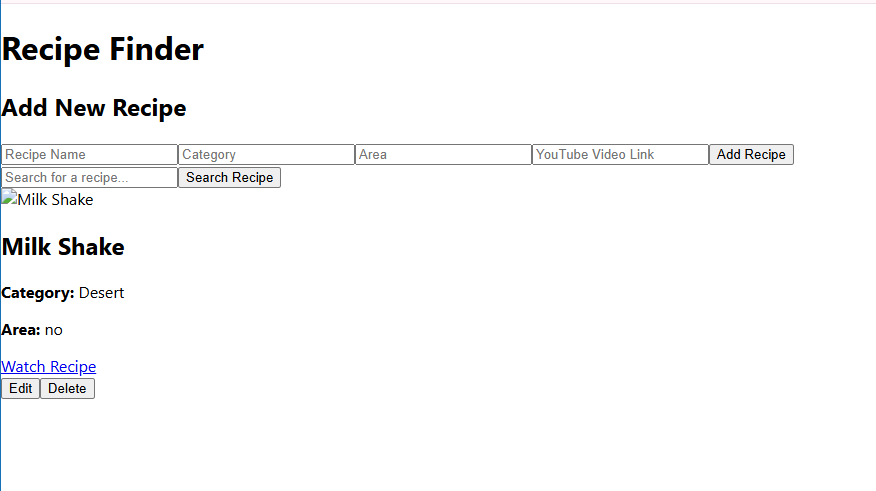 Recipe Finder
Add New Recipe
Recipe Name Category Area YouTube Video Link Add Recipe
Search for a recipe... Search Recipe
Milk Shake
Milk Shake
Category: Desert
Area: no
Watch Recipe
Edit Delete